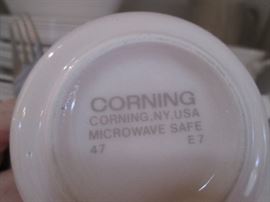 CORNING
CORNING,NY.USA
MICROWAVE SAFE
47 E7